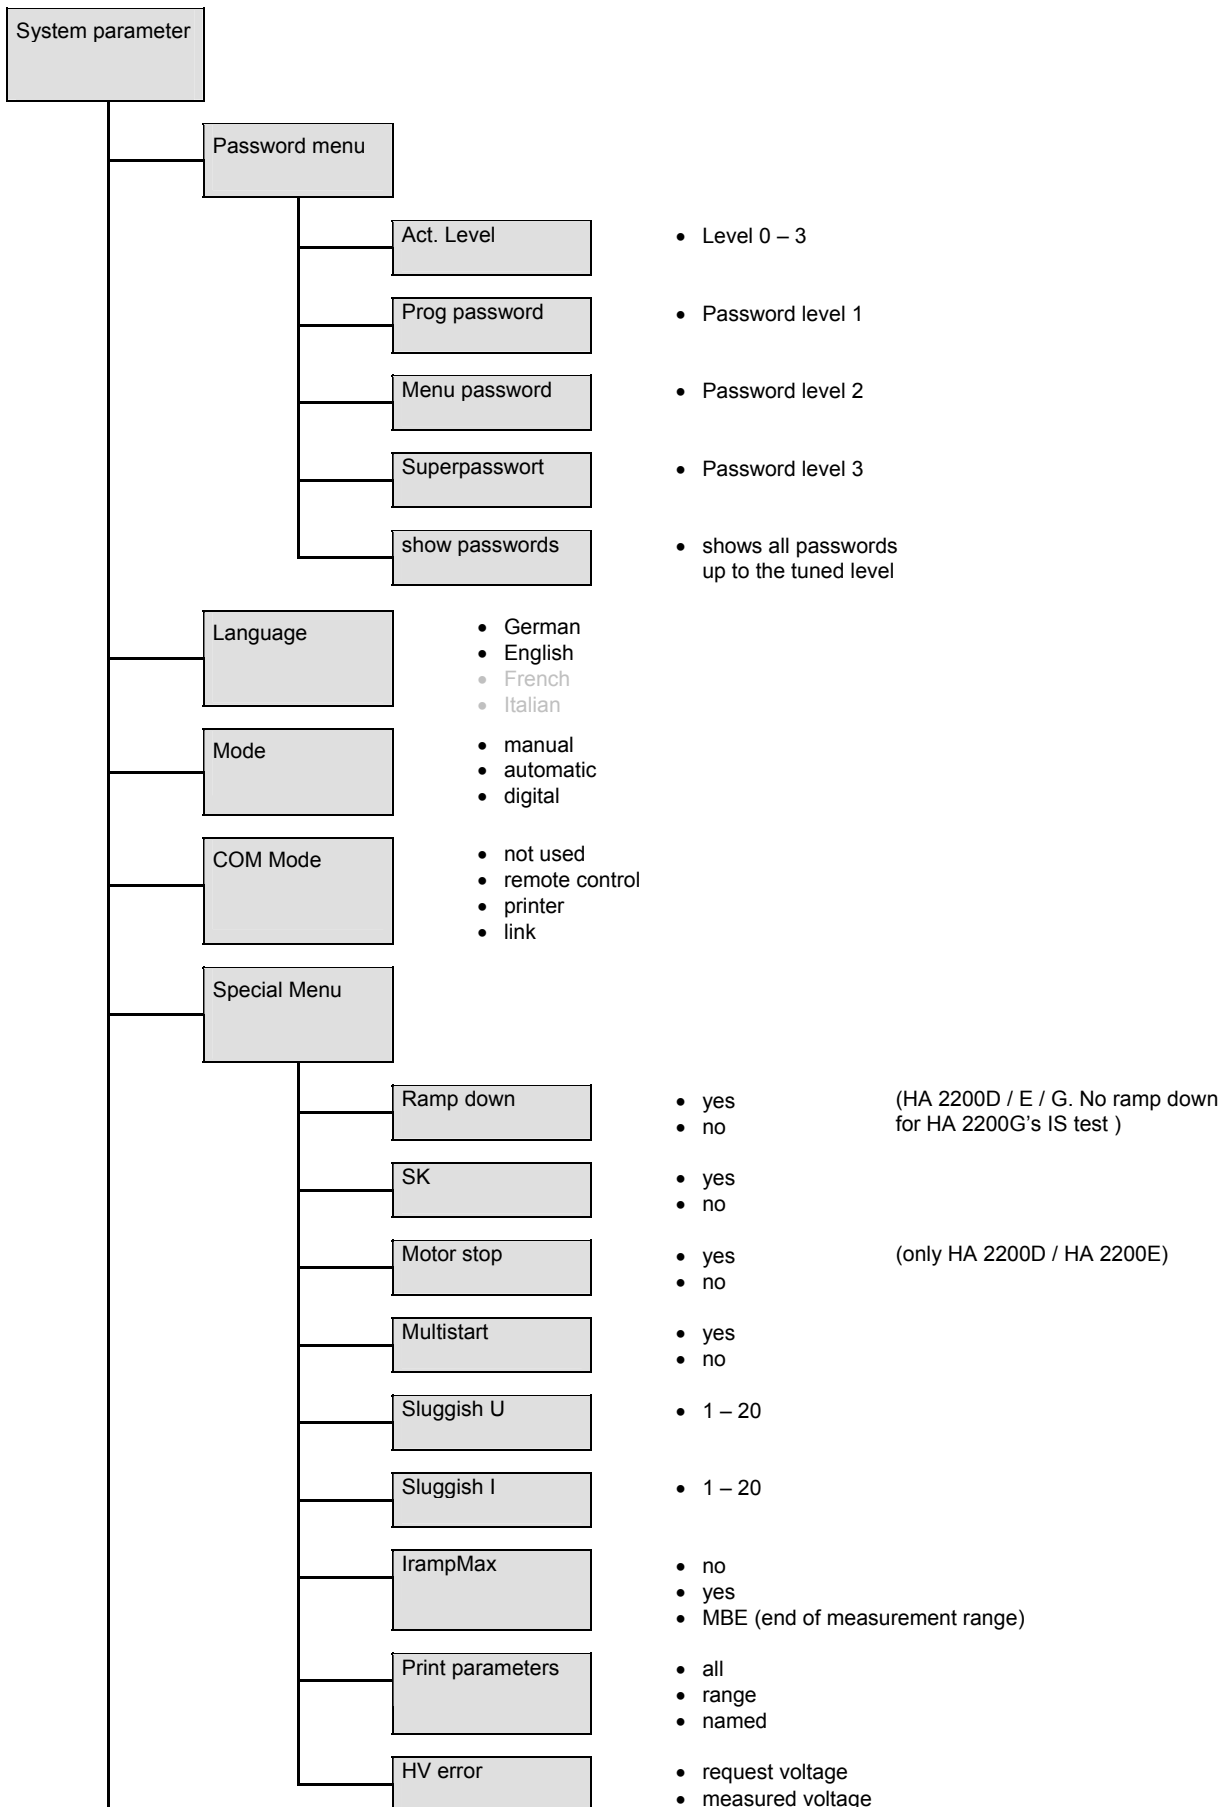 System parameter
Password menu
Act. Level
• Level 0 – 3
Prog password
• Password level 1
Menu password
• Password level 2
Superpasswort
• Password level 3
show passwords
• shows all passwords
up to the tuned level
Language
• German
• English
• French
• Italian
Mode
• manual
• automatic
• digital
COM Mode
• not used
• remote control
• printer
• link
Special Menu
Ramp down
• yes
• no
(HA 2200D / E / G. No ramp down
for HA 2200G’s IS test )
SK
• yes
• no
Motor stop
• yes
• no
(only HA 2200D / HA 2200E)
Multistart
• yes
• no
Sluggish U
• 1 – 20
Sluggish I
• 1 – 20
IrampMax
• no
• yes
• MBE (end of measurement range)
Print parameters
• all
• range
• named
HV error
• request voltage
• measured voltage